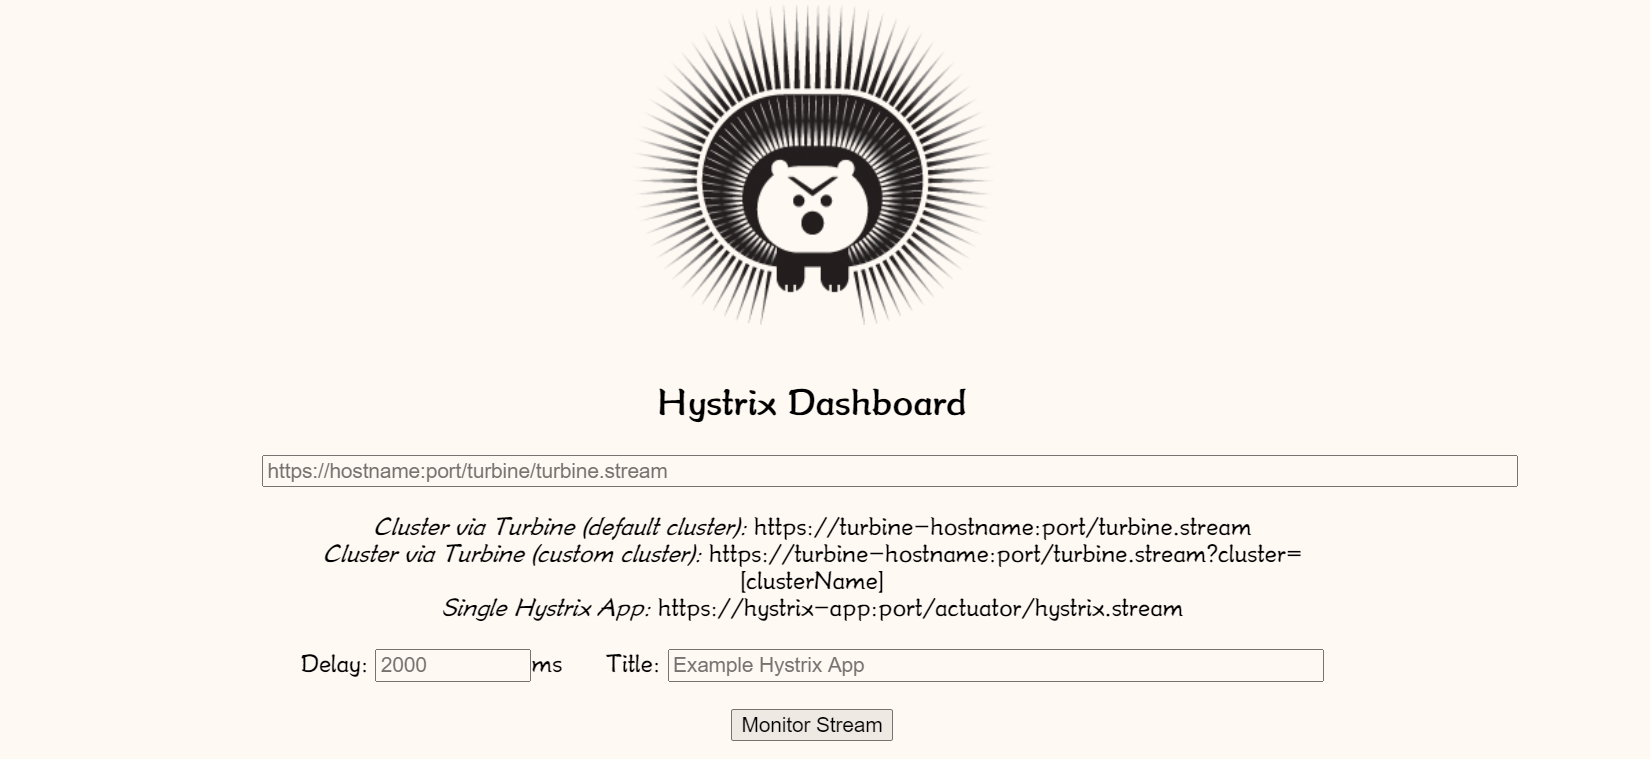 Hystrix Dashboard
https://hostname:port/turbine/turbine.stream
Cluster via Turbine (default cluster): https://turbine-hostname:port/turbine.stream
Cluster via Turbine (custom cluster): https://turbine-hostname:port/turbine.stream?cluster=
[clusterName]
Single Hystrix App: https://hystrix-app:port/actuator/hystrix.stream
Delay: 2000 ms Title: Example Hystrix App
Monitor Stream